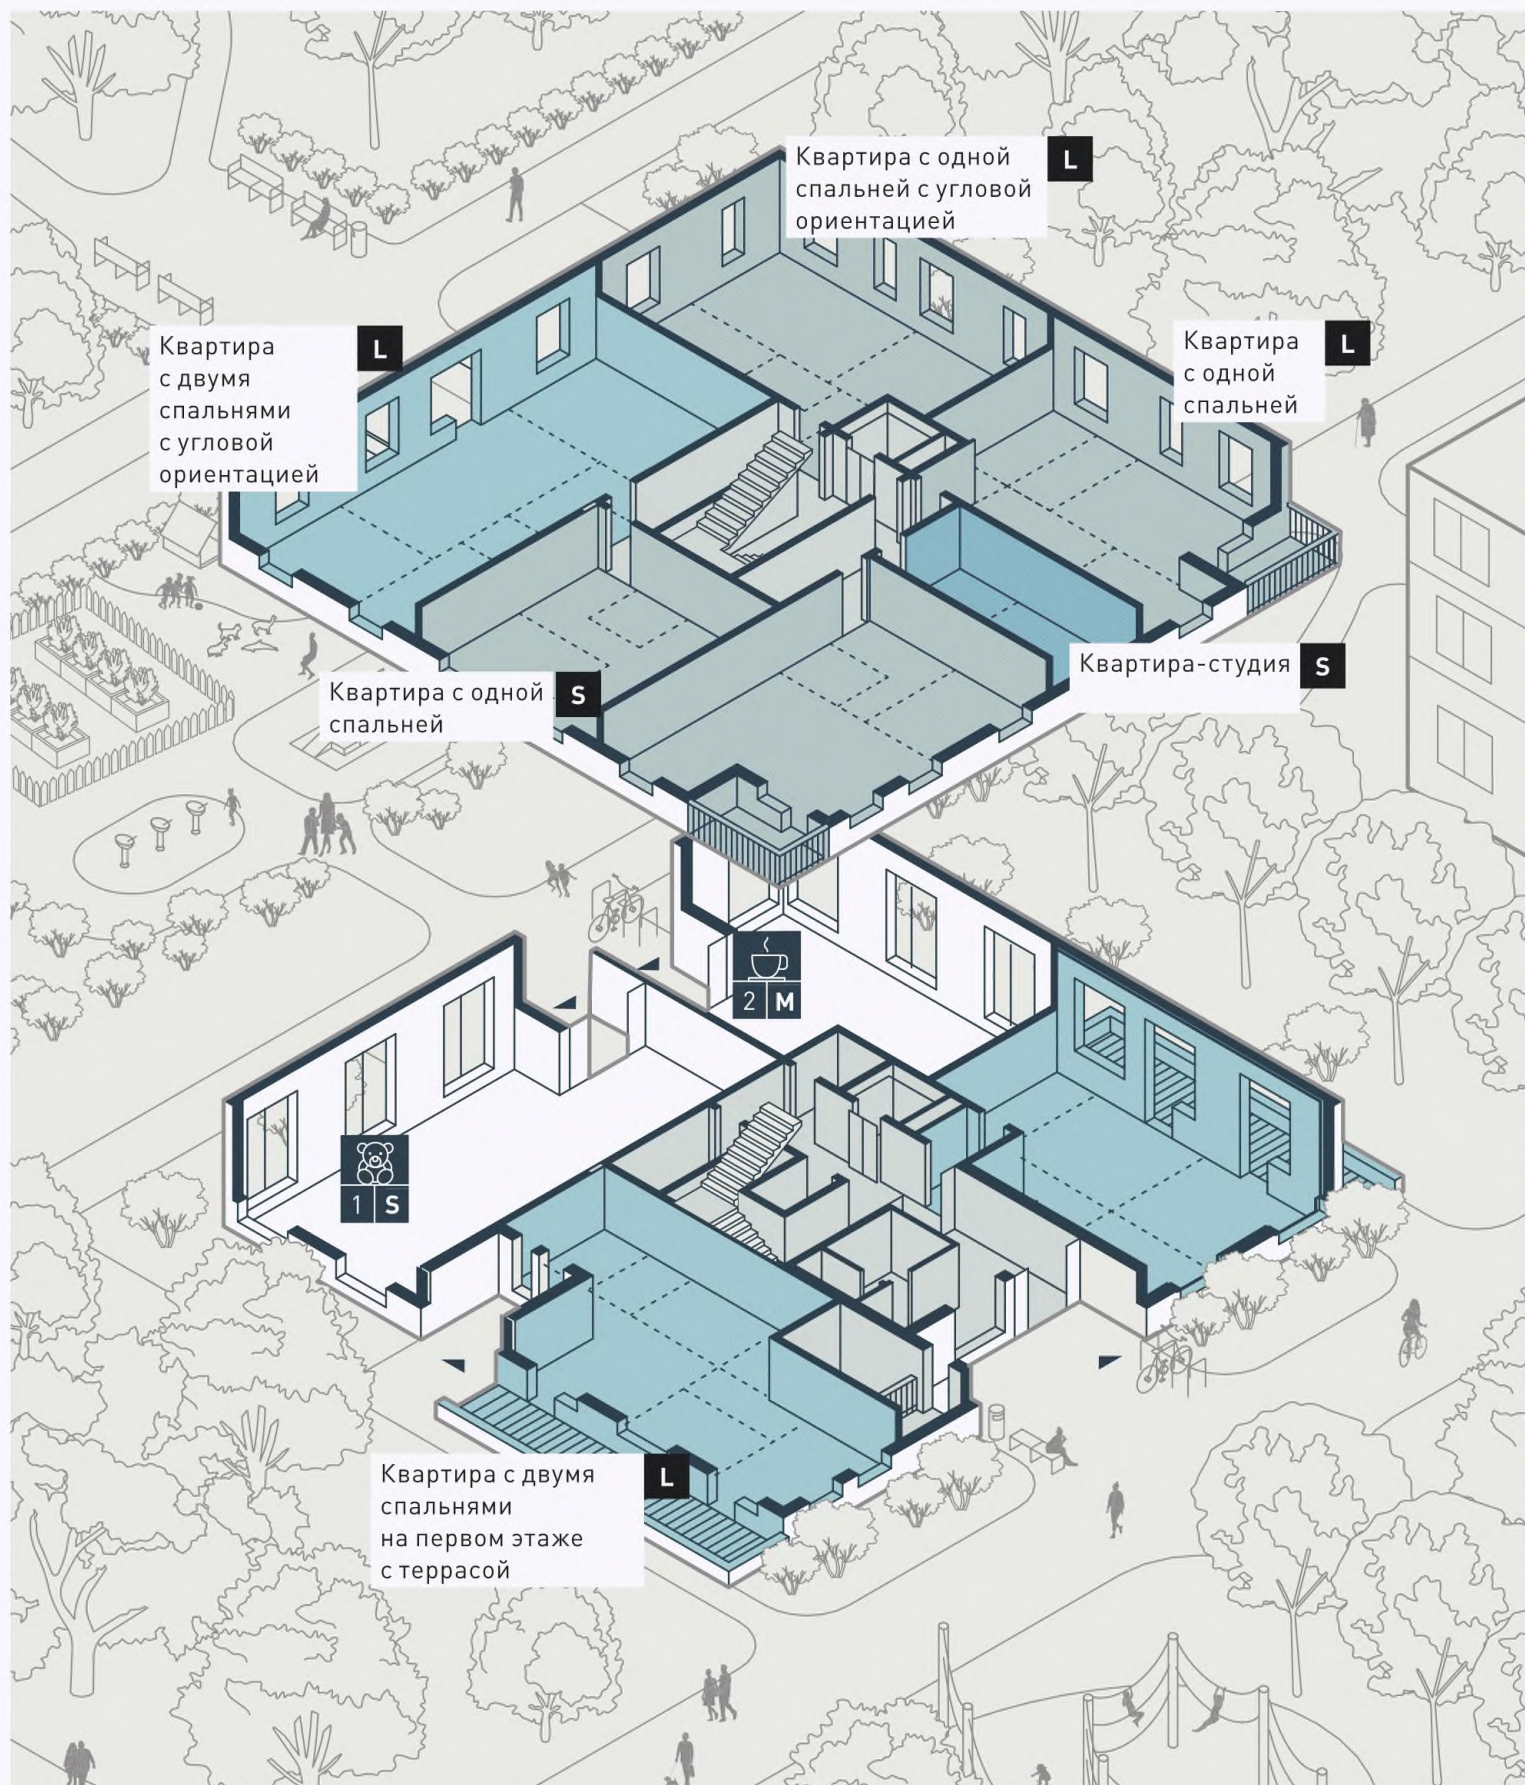 Квартира с одной
спальней с угловой
ориентацией
L
Квартира
с двумя
спальнями
с угловой
ориентацией
L
Квартира
с одной
спальней
L
Квартира с одной
спальней
S
Квартира-студия
S
2 M
1 S
Квартира с двумя
спальнями
на первом этаже
с террасой
L